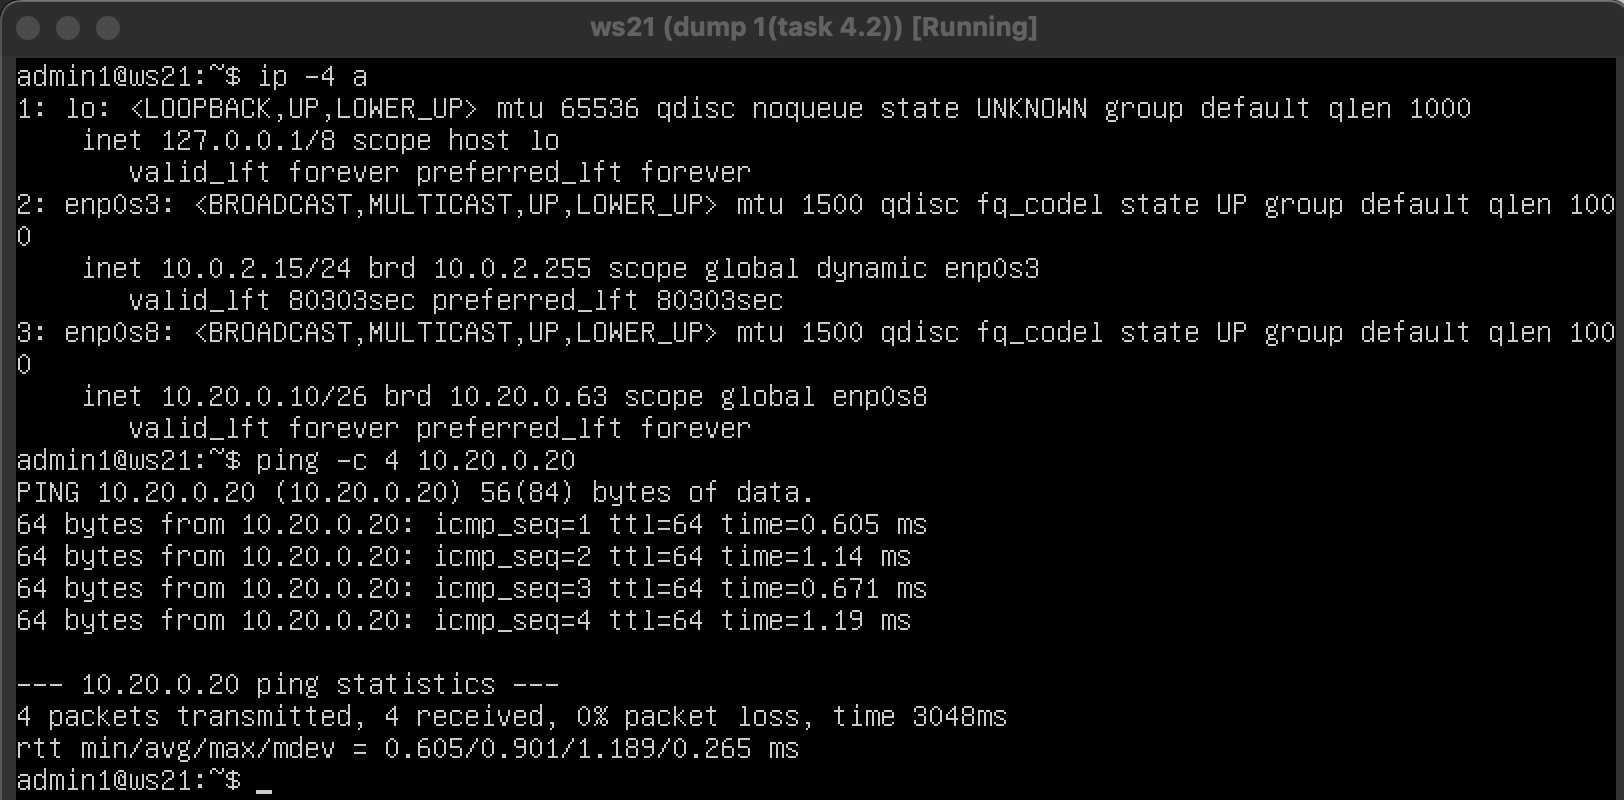 ws21 (dump 1(task 4.2)) [Running]
admin1@ws21:~$ ip -4 a
1: lo: <LOOPBACK,UP,LOWER_UP> mtu 65536 qdisc noqueue state UNKNOWN group default qlen 1000
    inet 127.0.0.1/8 scope host lo
       valid_lft forever preferred_lft forever
2: enp0s3: <BROADCAST,MULTICAST,UP,LOWER_UP> mtu 1500 qdisc fq_codel state UP group default qlen 100
0
    inet 10.0.2.15/24 brd 10.0.2.255 scope global dynamic enp0s3
       valid_lft 80303sec preferred_lft 80303sec
3: enp0s8: <BROADCAST,MULTICAST,UP,LOWER_UP> mtu 1500 qdisc fq_codel state UP group default qlen 100
0
    inet 10.20.0.10/26 brd 10.20.0.63 scope global enp0s8
       valid_lft forever preferred_lft forever
admin1@ws21:~$ ping -c 4 10.20.0.20
PING 10.20.0.20 (10.20.0.20) 56(84) bytes of data.
64 bytes from 10.20.0.20: icmp_seq=1 ttl=64 time=0.605 ms
64 bytes from 10.20.0.20: icmp_seq=2 ttl=64 time=1.14 ms
64 bytes from 10.20.0.20: icmp_seq=3 ttl=64 time=0.671 ms
64 bytes from 10.20.0.20: icmp_seq=4 ttl=64 time=1.19 ms

--- 10.20.0.20 ping statistics ---
4 packets transmitted, 4 received, 0% packet loss, time 3048ms
rtt min/avg/max/mdev = 0.605/0.901/1.189/0.265 ms
admin1@ws21:~$ _